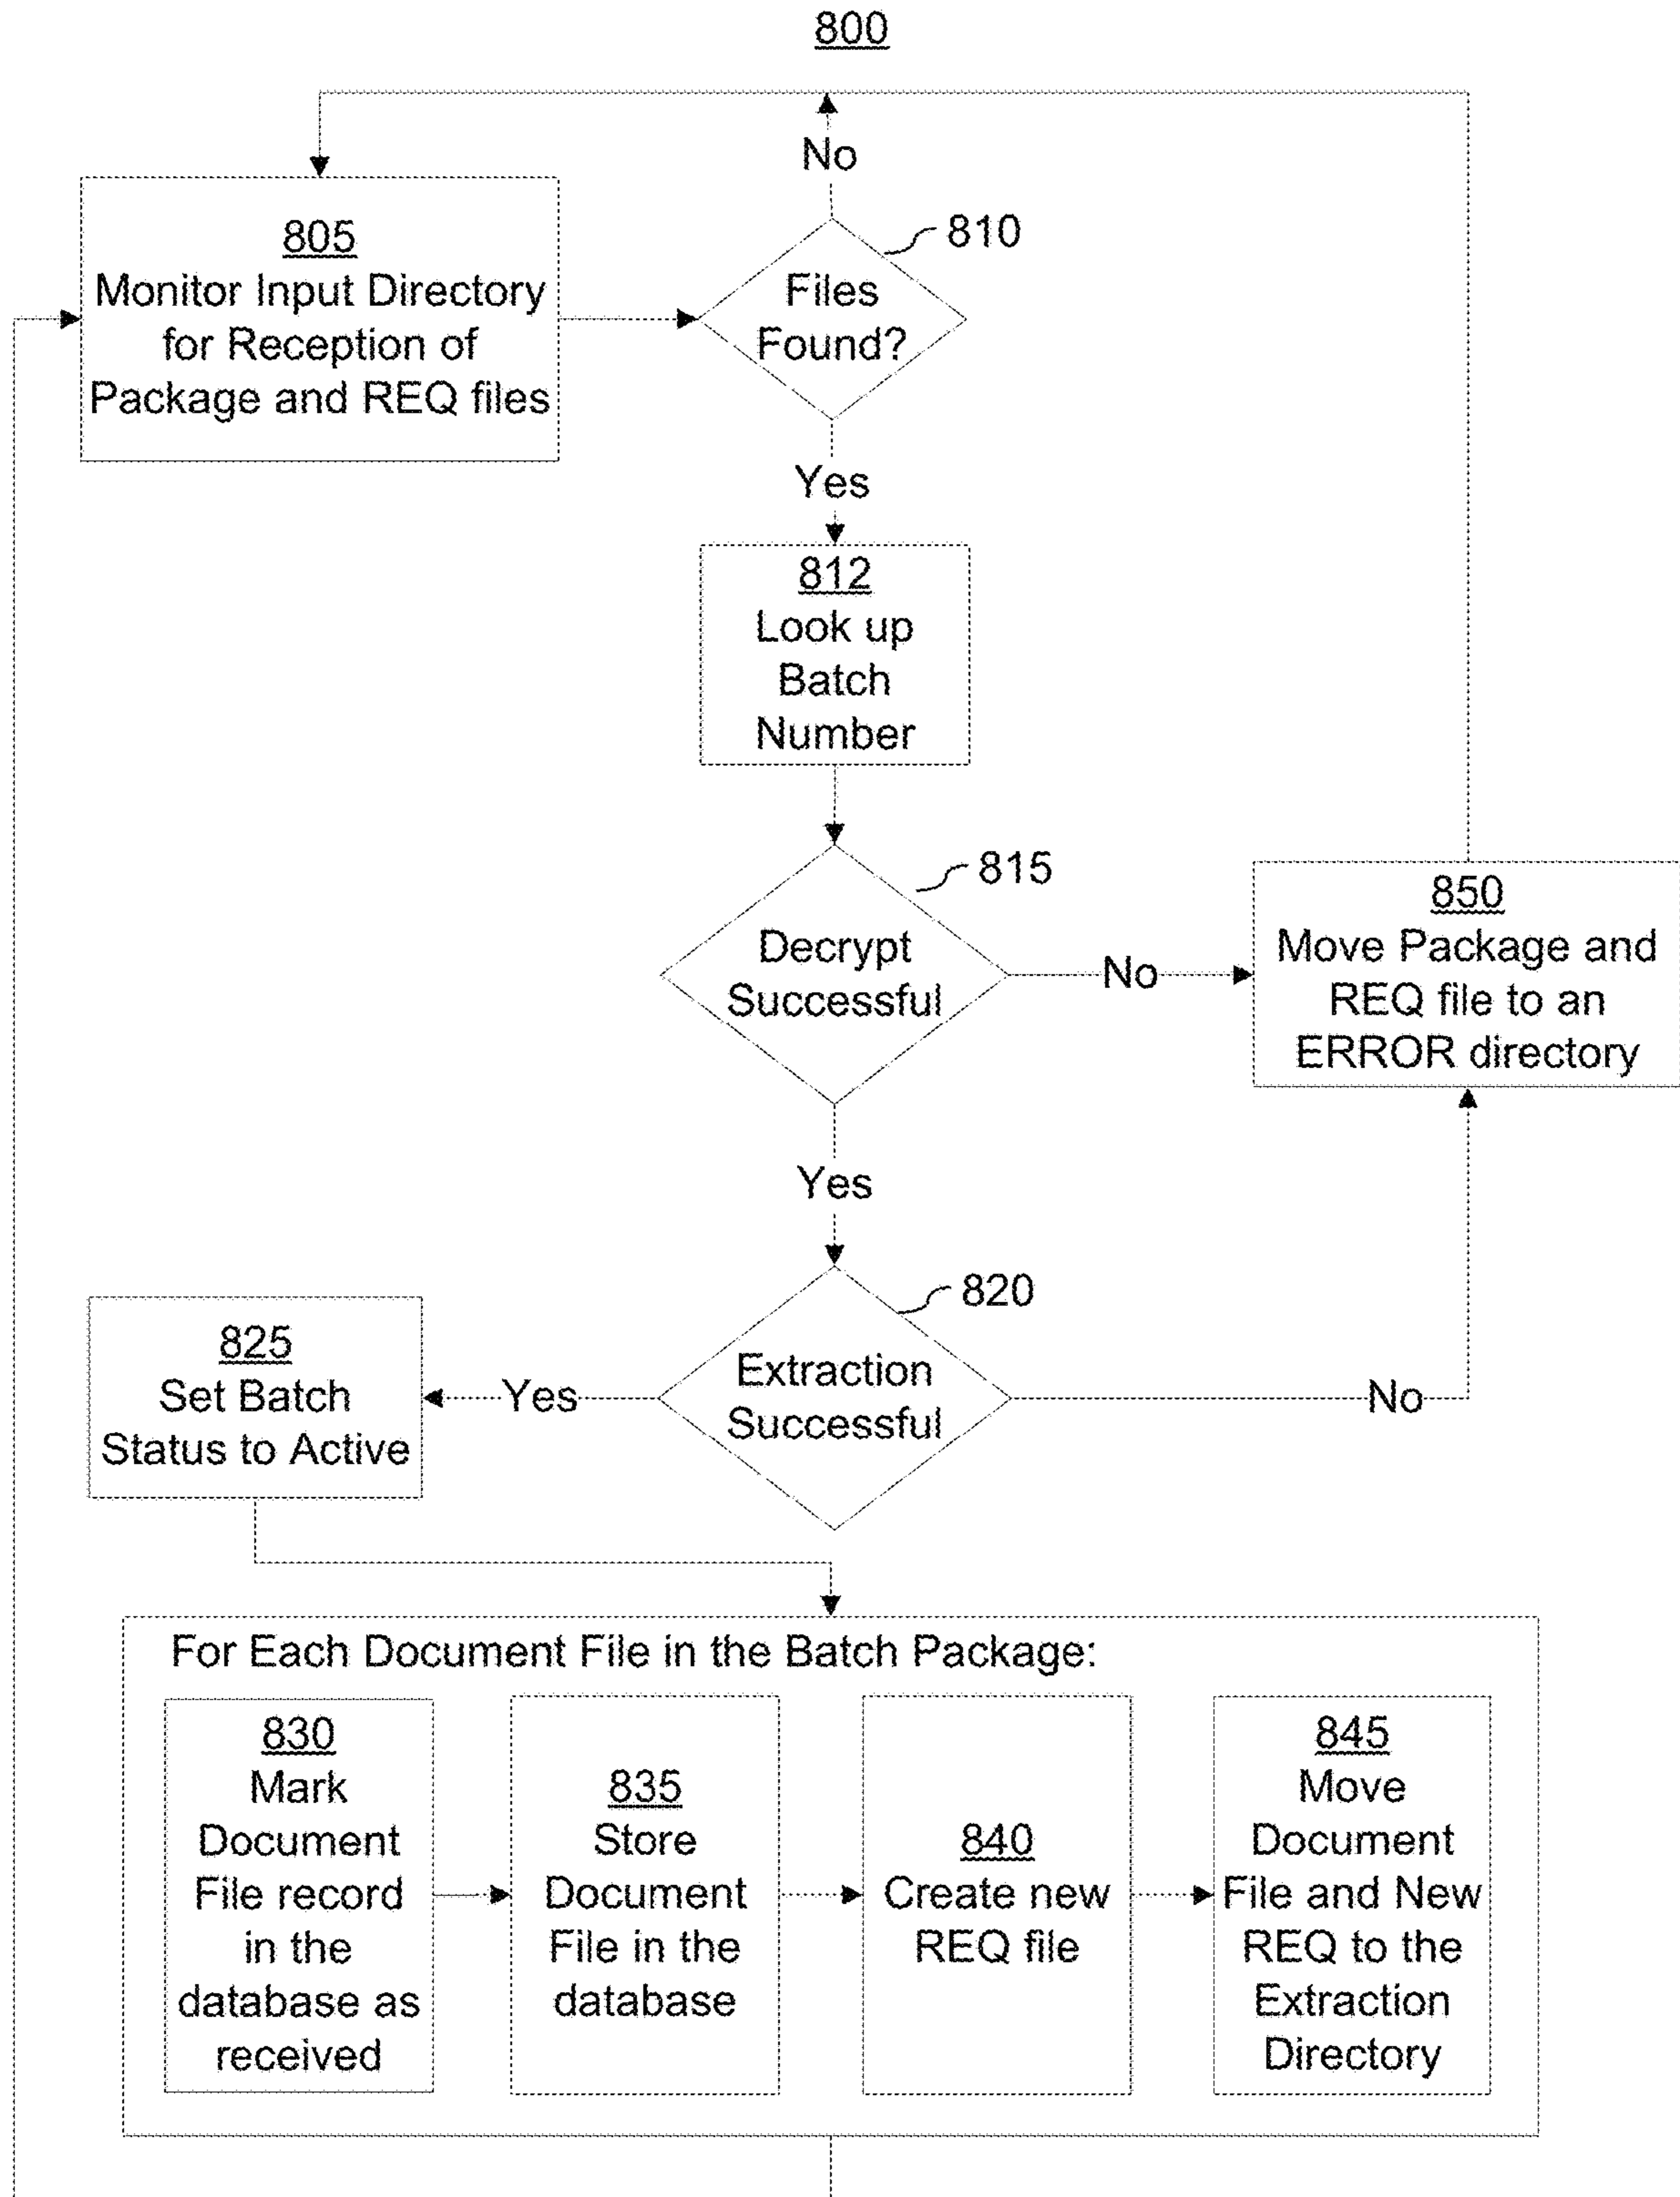 800
No
805
Monitor Input Directory
for Reception of
Package and REQ files
810
Files
Found?
Yes
812
Look up
Batch
Number
815
Decrypt
Successful
No
850
Move Package and
REQ file to an
ERROR directory
Yes
820
Extraction
Successful
Yes
No
825
Set Batch
Status to Active
For Each Document File in the Batch Package:
830
Mark
Document
File record
in the
database as
received
835
Store
Document
File in the
database
840
Create new
REQ file
845
Move
Document
File and New
REQ to the
Extraction
Directory